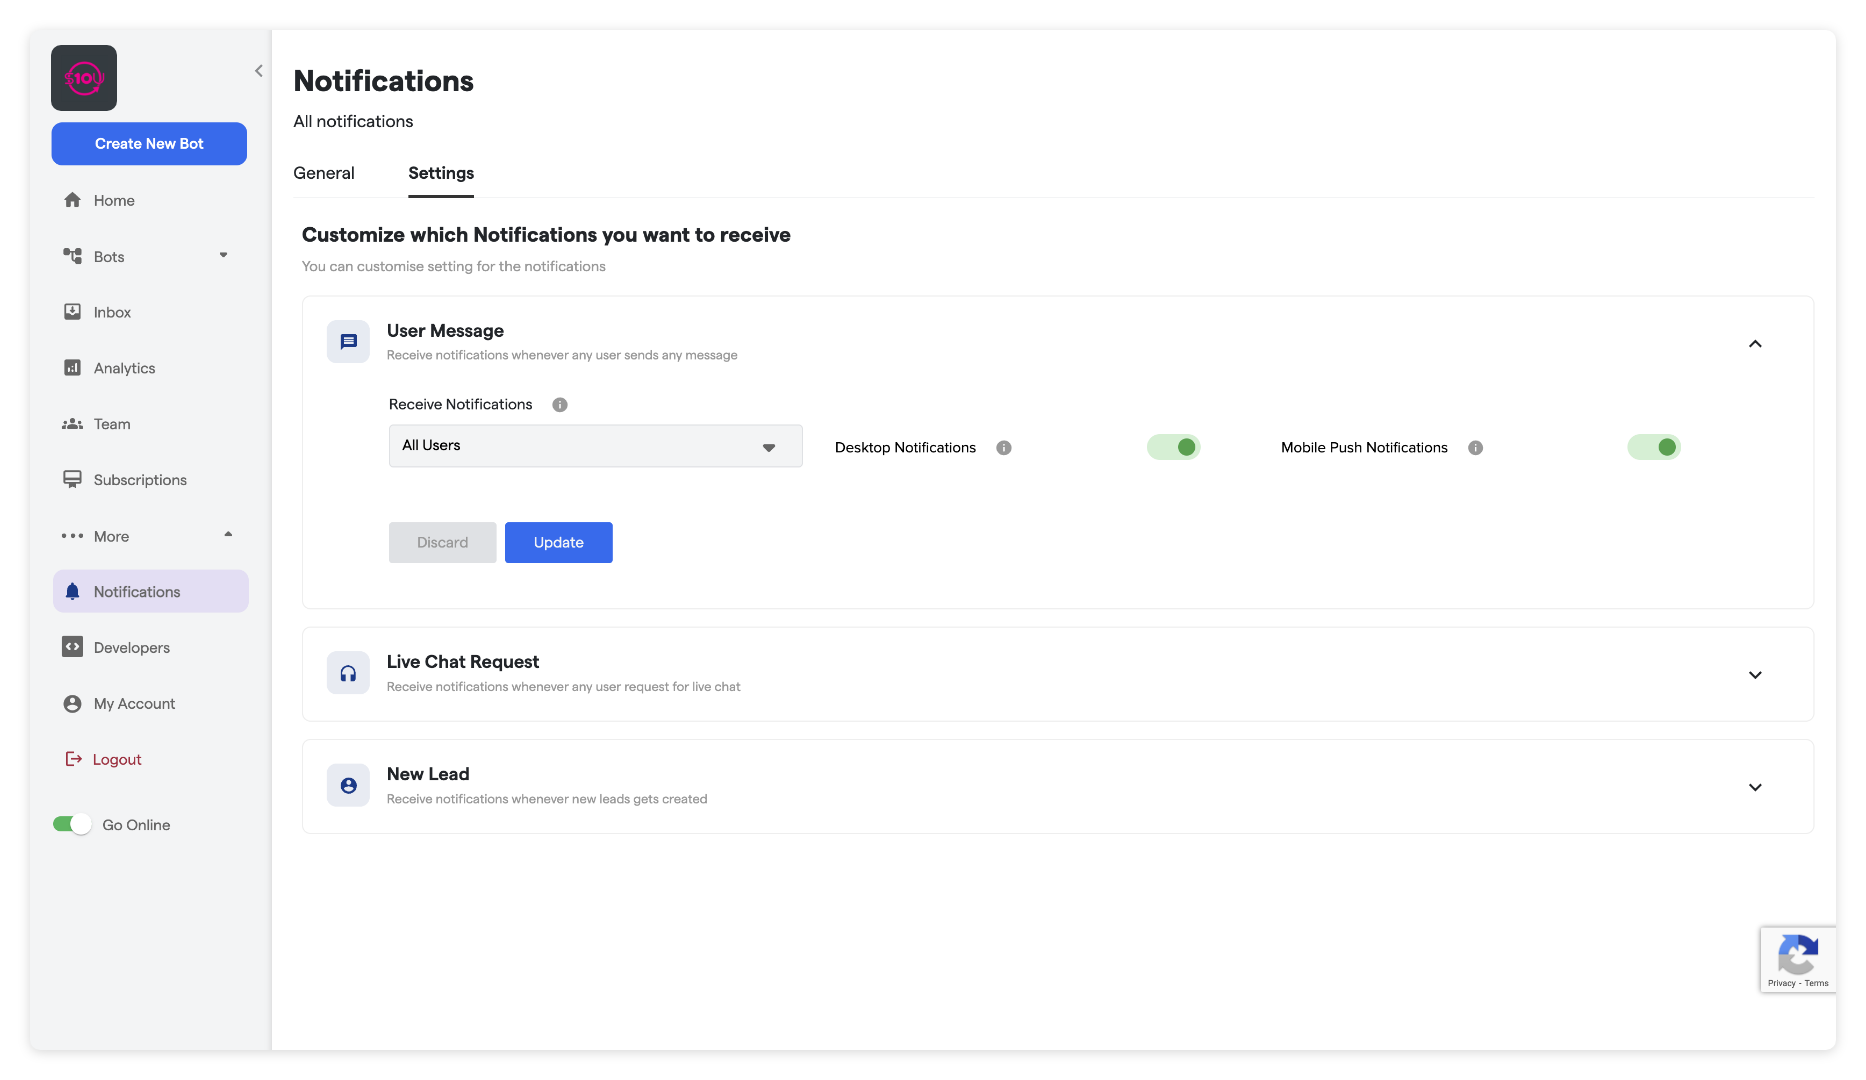 $10U
Create New Bot
Home
Bots
Inbox
Analytics
Team
Subscriptions
More
Notifications
Developers
My Account
Logout
Go Online
Notifications
All notifications
General
Settings
Customize which Notifications you want to receive
You can customise setting for the notifications
User Message
Receive notifications whenever any user sends any message
Receive Notifications
All Users
Desktop Notifications
Mobile Push Notifications
Discard
Update
Live Chat Request
Receive notifications whenever any user request for live chat
New Lead
Receive notifications whenever new leads gets created
Privacy - Terms